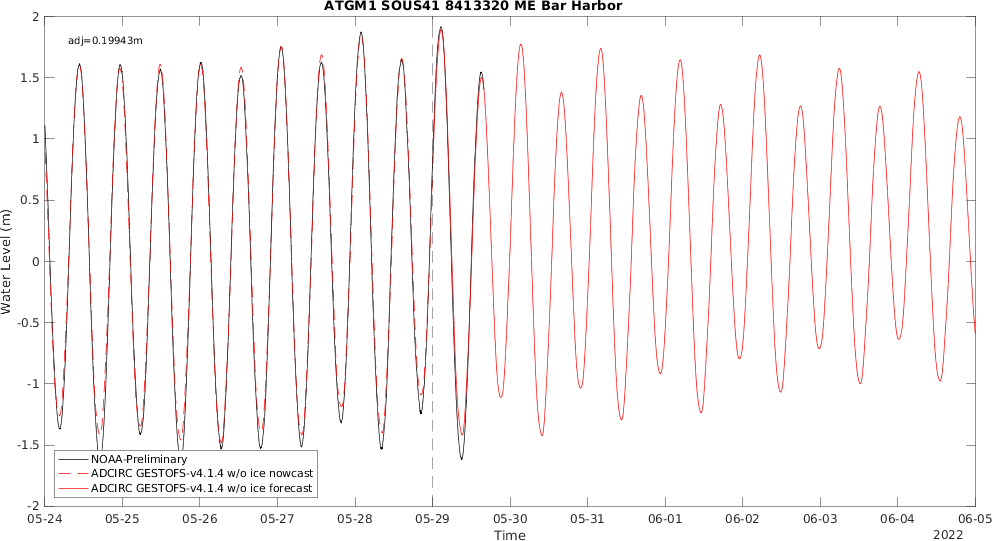 ATGM1 SOUS41 8413320 ME Bar Harbor
adj=0.19943m
2
1.5
1
0.5
0
-0.5
-1
-1.5
-2
Water Level (m)
NOAA-Preliminary
ADCIRC GESTOFS-v4.1.4 w/o ice nowcast
ADCIRC GESTOFS-v4.1.4 w/o ice forecast
05-24 05-25 05-26 05-27 05-28 05-29 05-30 05-31 06-01 06-02 06-03 06-04 06-05
Time
2022